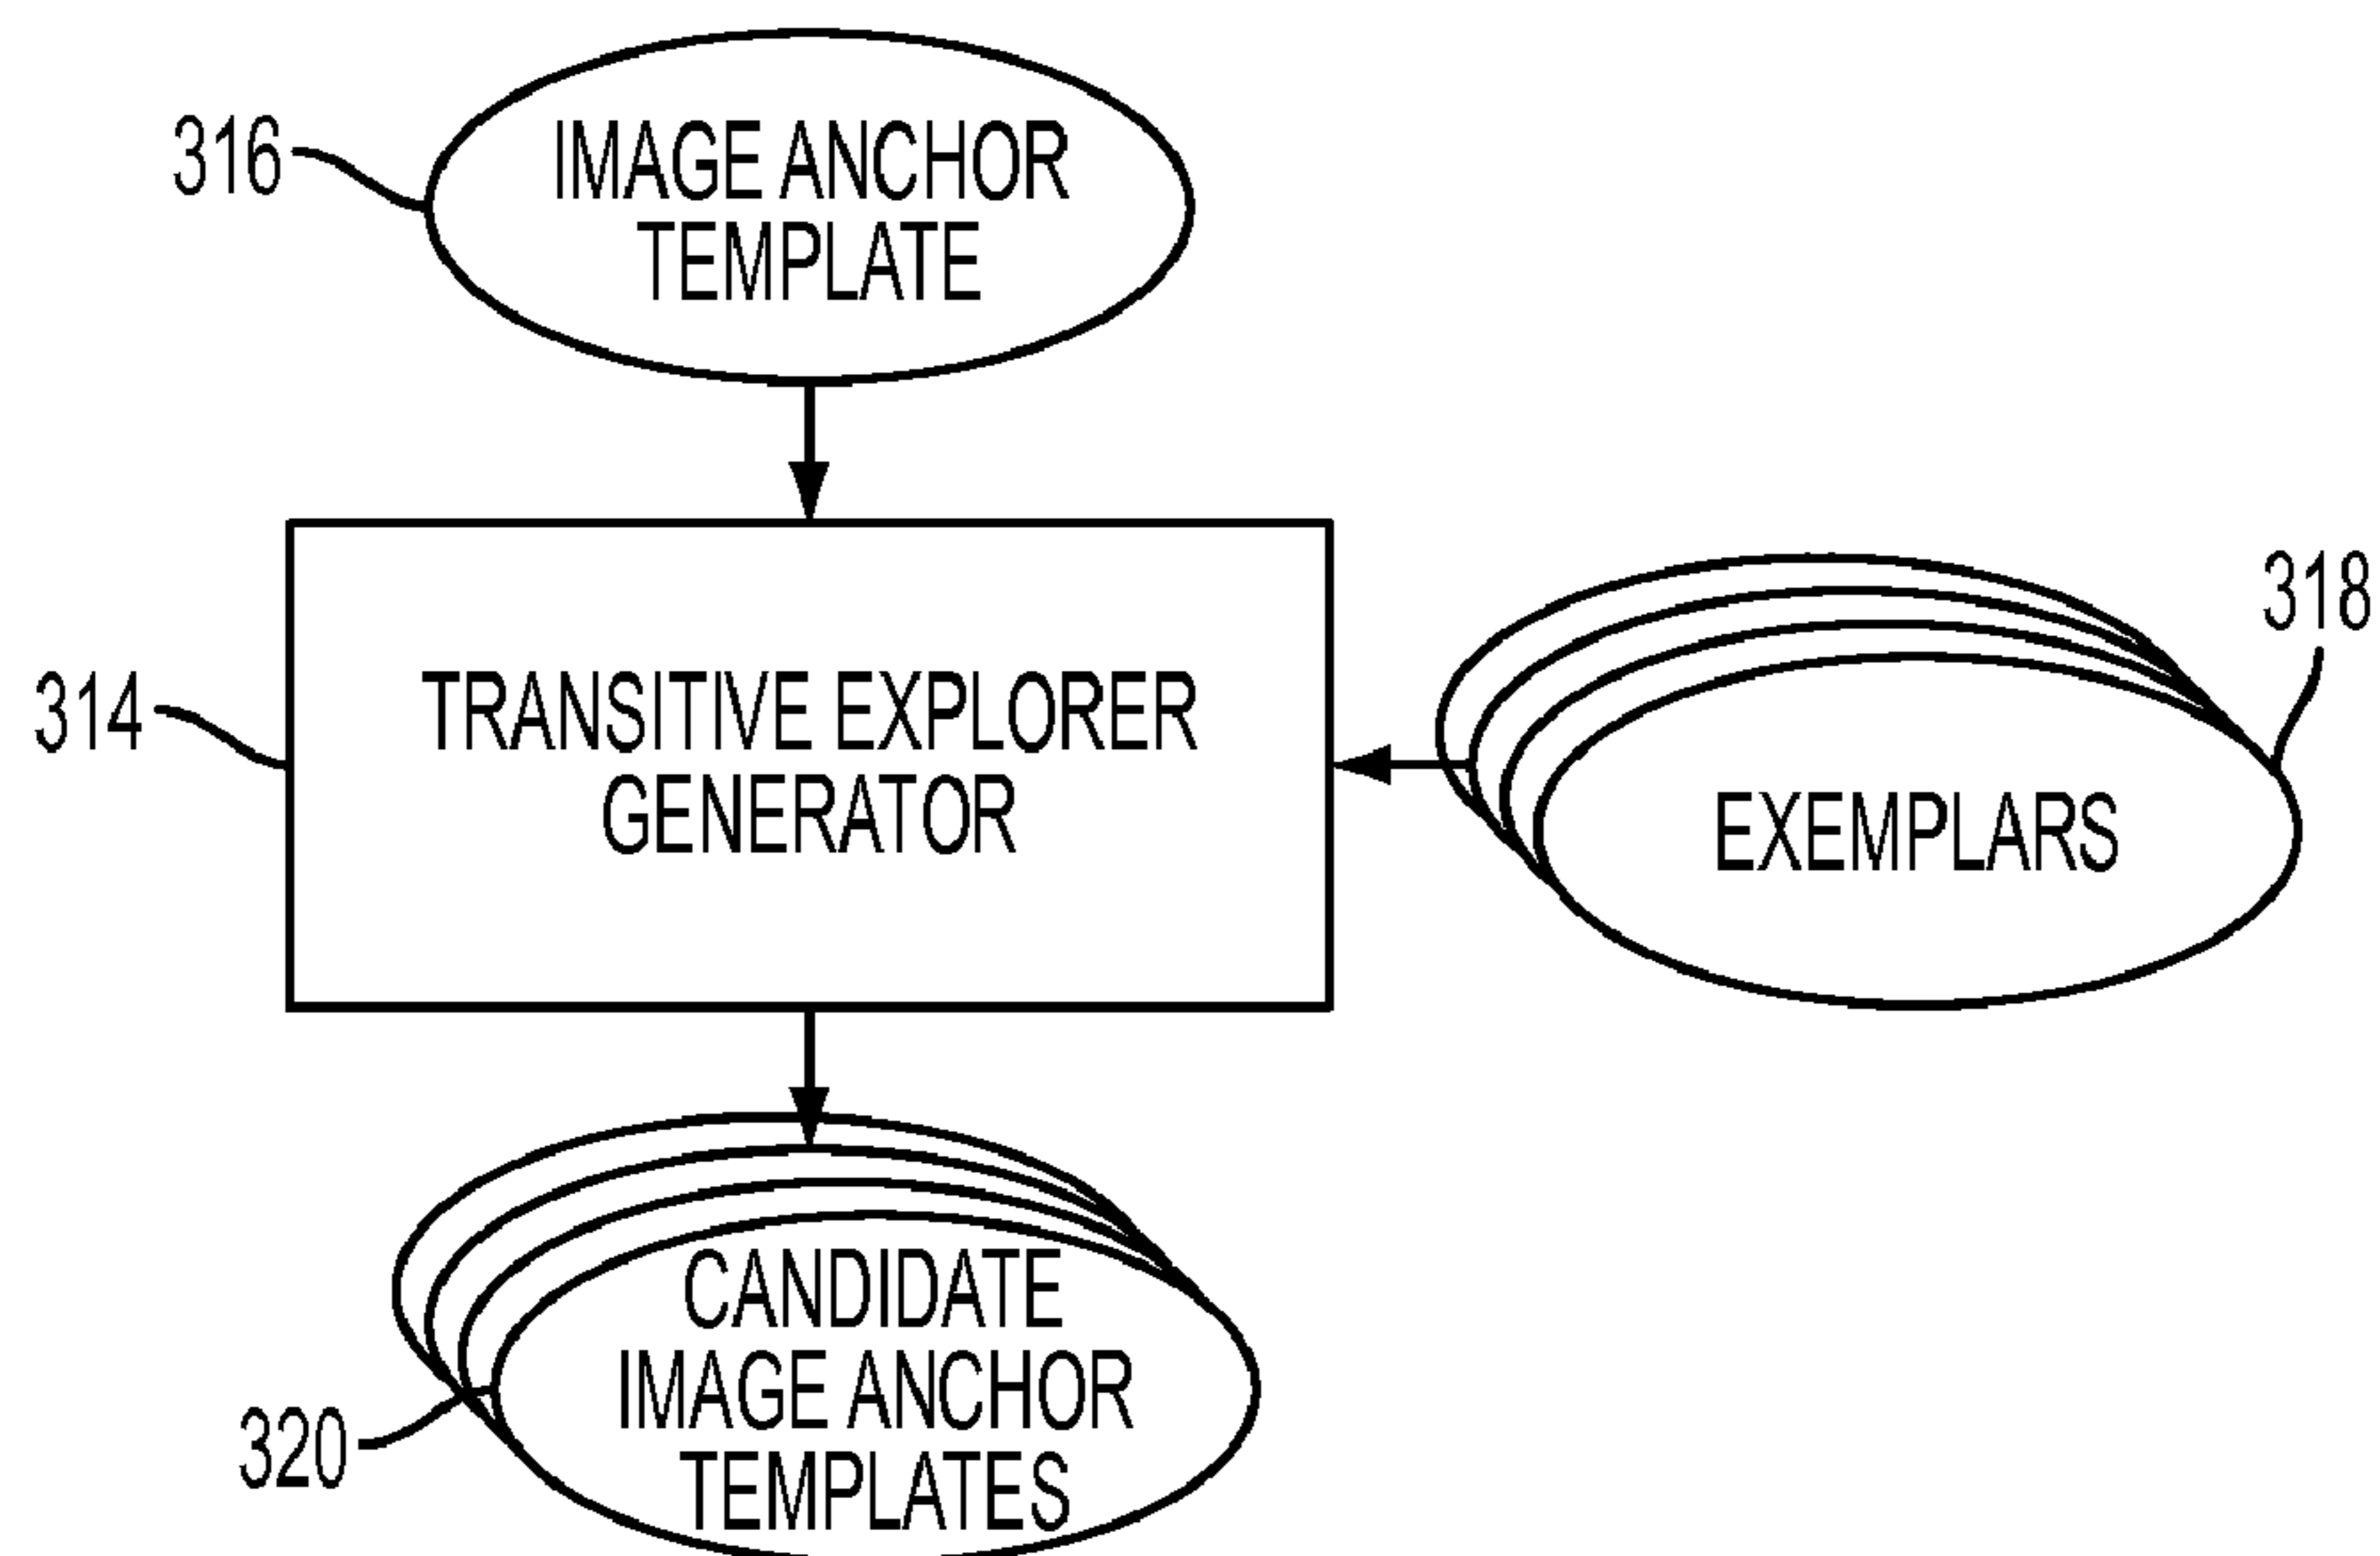 316
IMAGE ANCHOR
TEMPLATE
318
314
TRANSITIVE EXPLORER
GENERATOR
EXEMPLARS
CANDIDATE
IMAGE ANCHOR
TEMPLATES
320